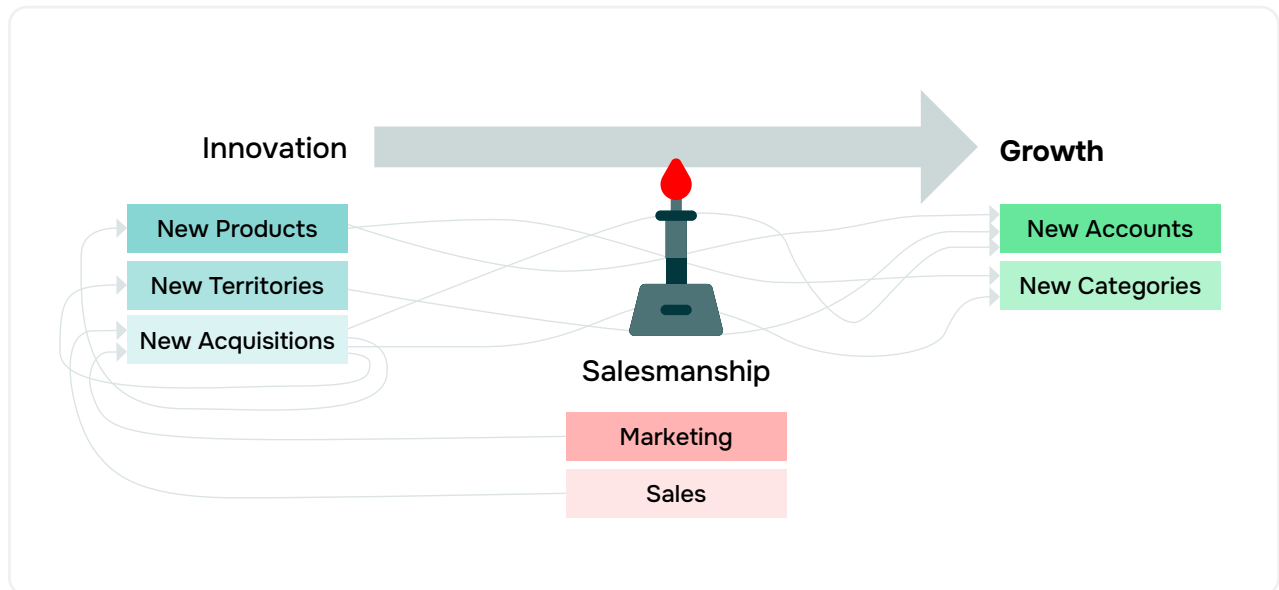 Innovation
Growth
New Products
New Accounts
New Territories
New Categories
New Acquisitions
Salesmanship
Marketing
Sales